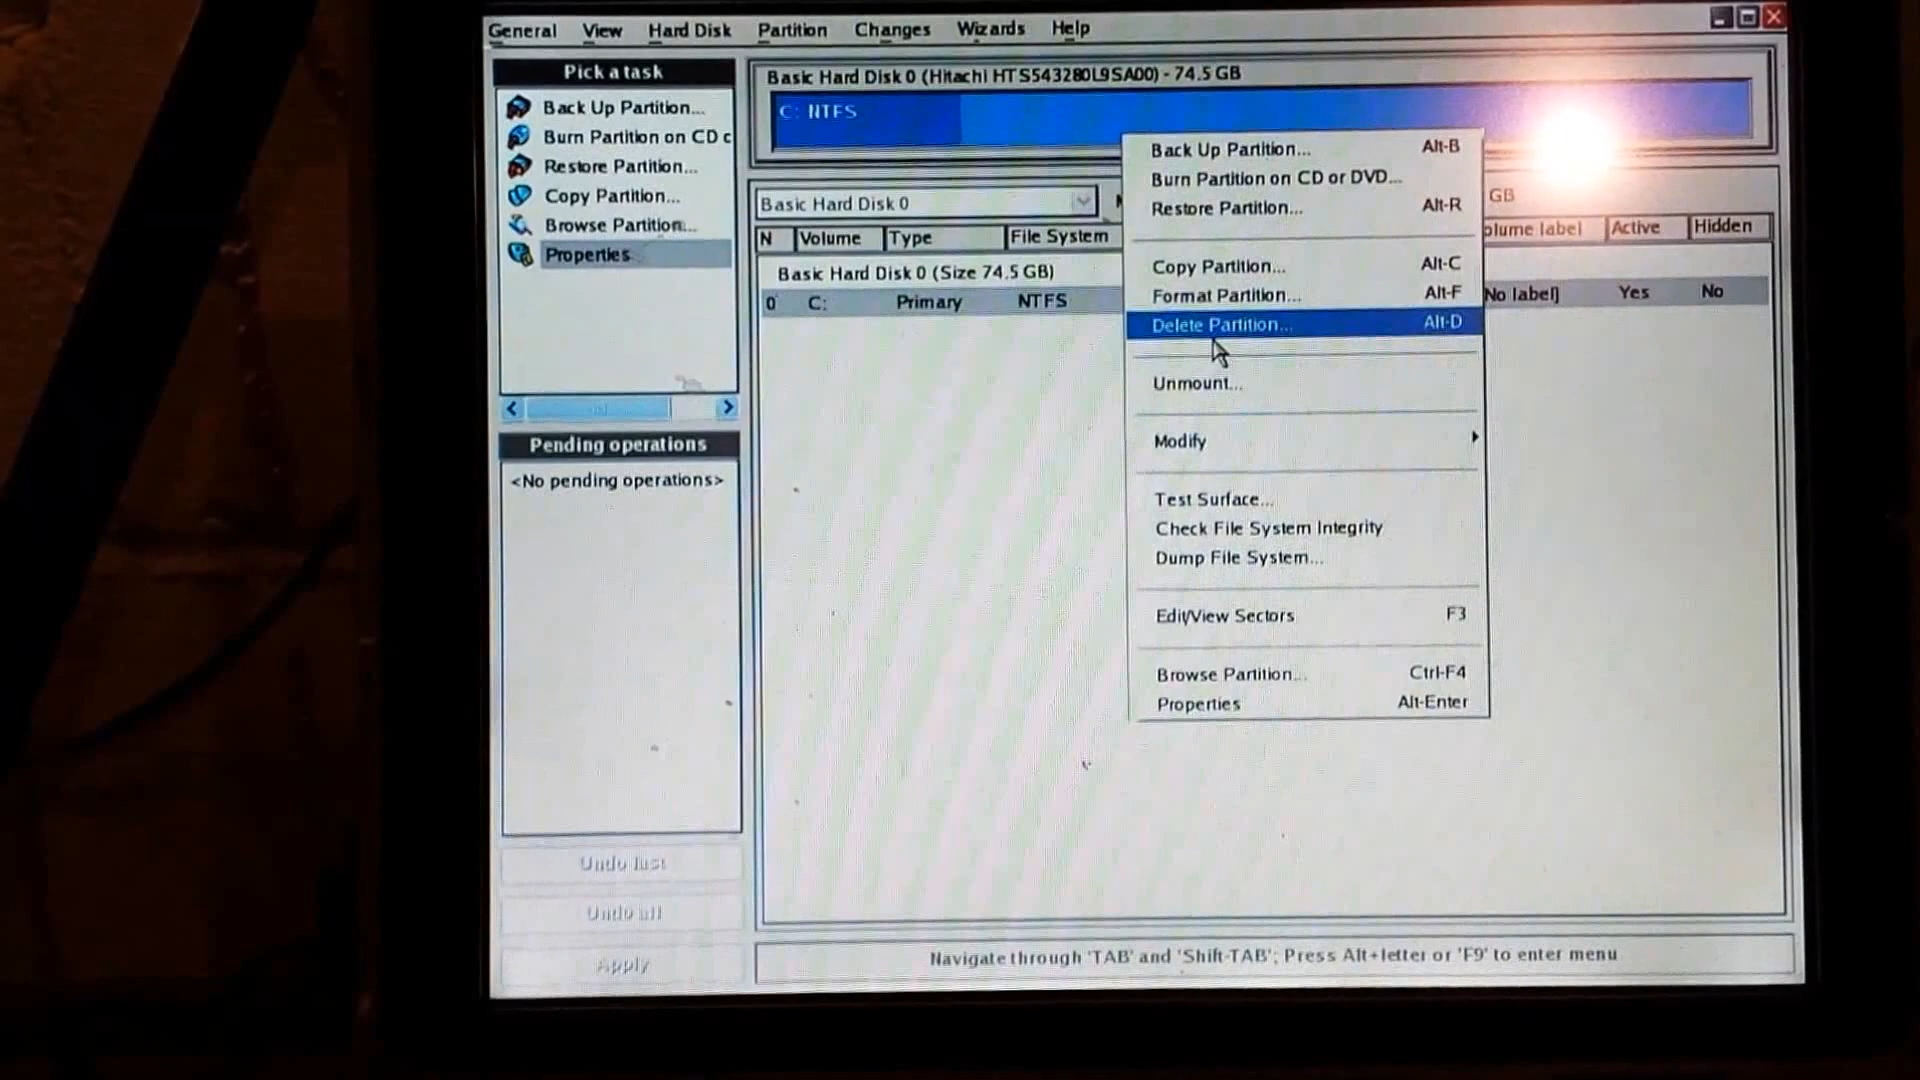 General View Hard Disk Partition Changes Wizards Help
Pick a task
Back Up Partition...
Burn Partition on CD c
Restore Partition...
Copy Partition...
Browse Partition...
Properties
Pending operations
<No pending operations>
Undo last
Undo all
Apply
Basic Hard Disk 0 (Hitachi HTS543280L9SA00) - 74.5 GB
C: NTFS
Basic Hard Disk 0
GB
N Volume Type File System olume label Active Hidden
Basic Hard Disk 0 (Size 74.5 GB)
0 C: Primary NTFS No label] Yes No
Back Up Partition... Alt-B
Burn Partition on CD or DVD...
Restore Partition... Alt-R
Copy Partition... Alt-C
Format Partition... Alt-F
Delete Partition... Alt-D
Unmount...
Modify
Test Surface...
Check File System Integrity
Dump File System...
Edit/View Sectors F3
Browse Partition... Ctrl-F4
Properties Alt-Enter
Navigate through 'TAB' and 'Shift-TAB'; Press Alt+letter or 'F9' to enter menu